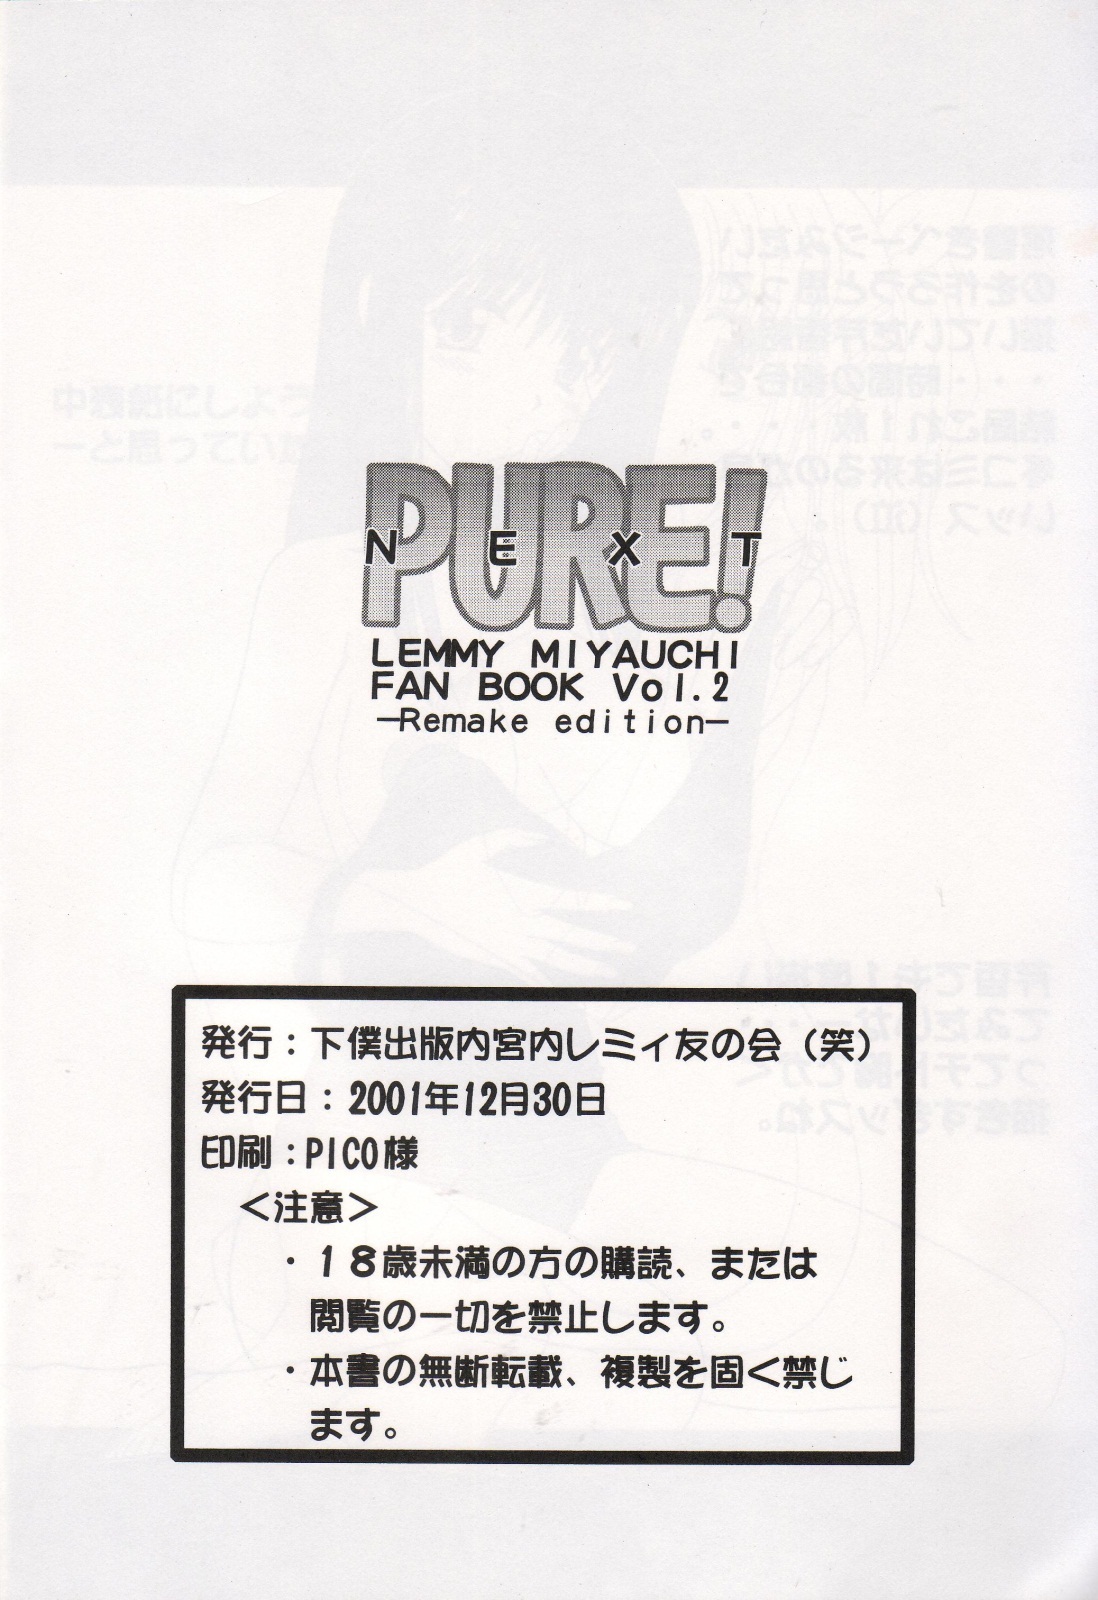 PURE!
NEXT
LEMMY MIYAUCHI
FAN BOOK Vol.2
—Remake edition—
発行：下僕出版内宮内レミィ友の会（笑）
発行日：2001年12月30日
印刷：PICO様
＜注意＞
・１８歳未満の方の購読、または
閲覧の一切を禁止します。
・本書の無断転載、複製を固く禁じ
ます。